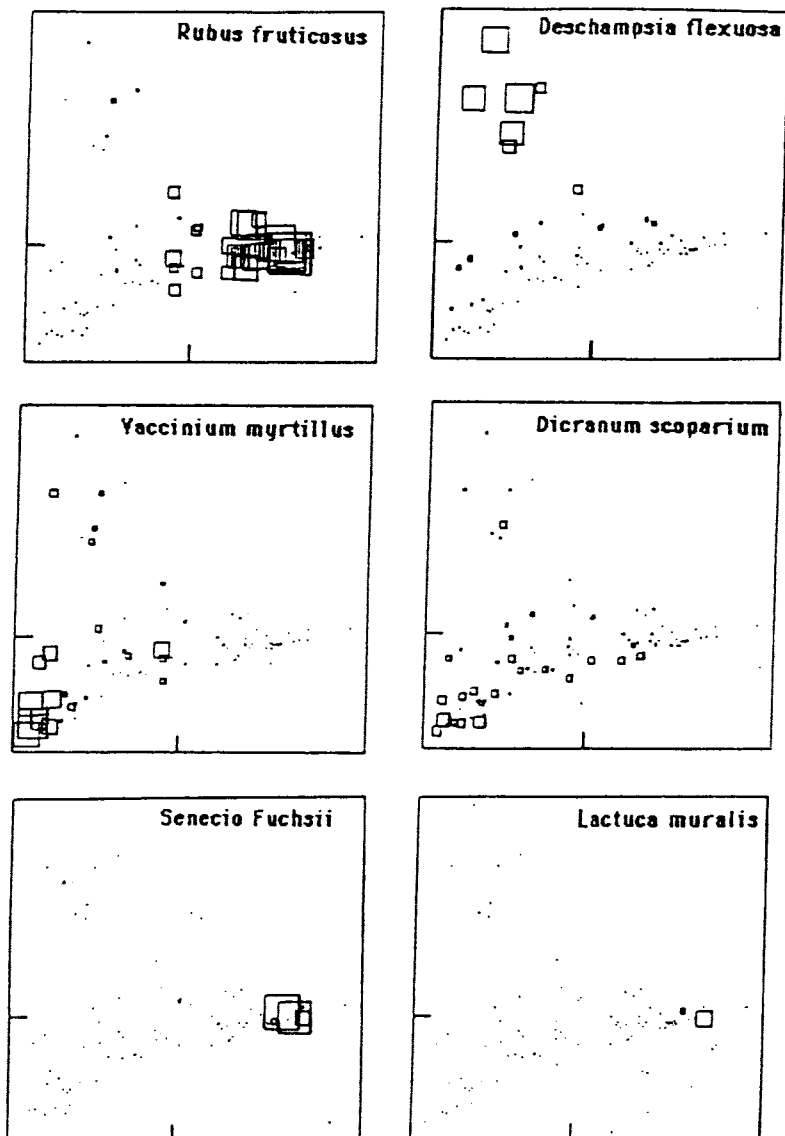 Rubus fruticosus
Deschampsia flexuosa
Vaccinium myrtillus
Dicranum scoparium
Senecio Fuchsii
Lactuca muralis